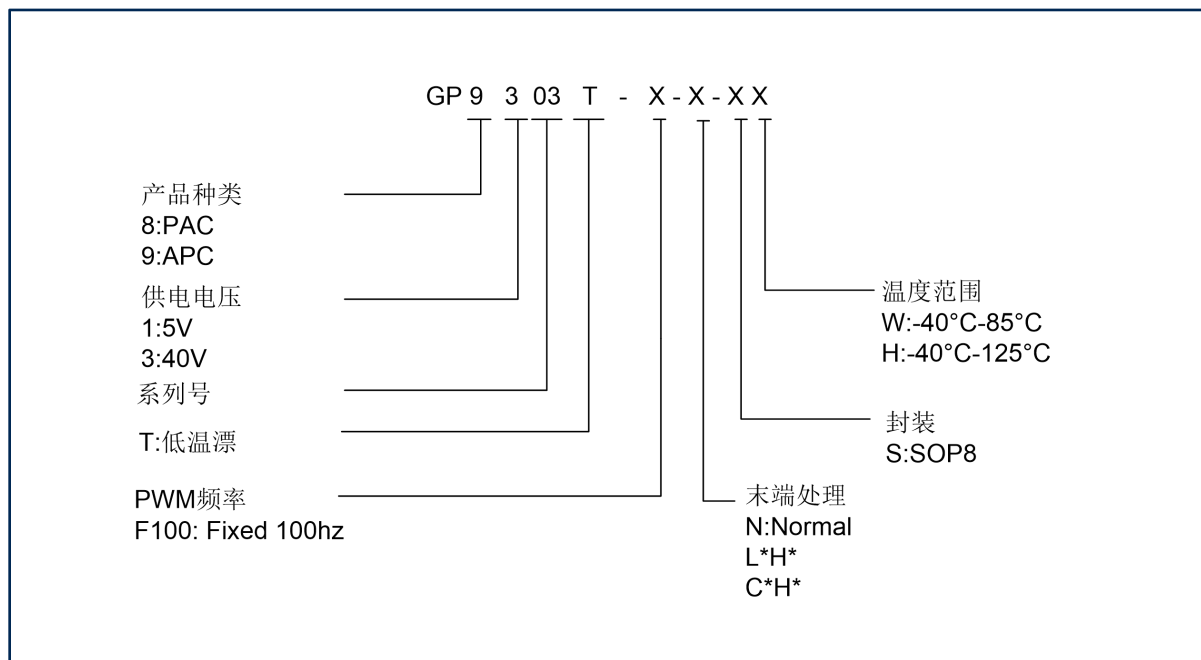 GP 9 3 03 T - X - X - X X
产品种类
8:PAC
9:APC
供电电压
1:5V
3:40V
系列号
T:低温漂
PWM频率
F100: Fixed 100hz
温度范围
W:-40°C-85°C
H:-40°C-125°C
封装
S:SOP8
末端处理
N:Normal
L*H*
C*H*